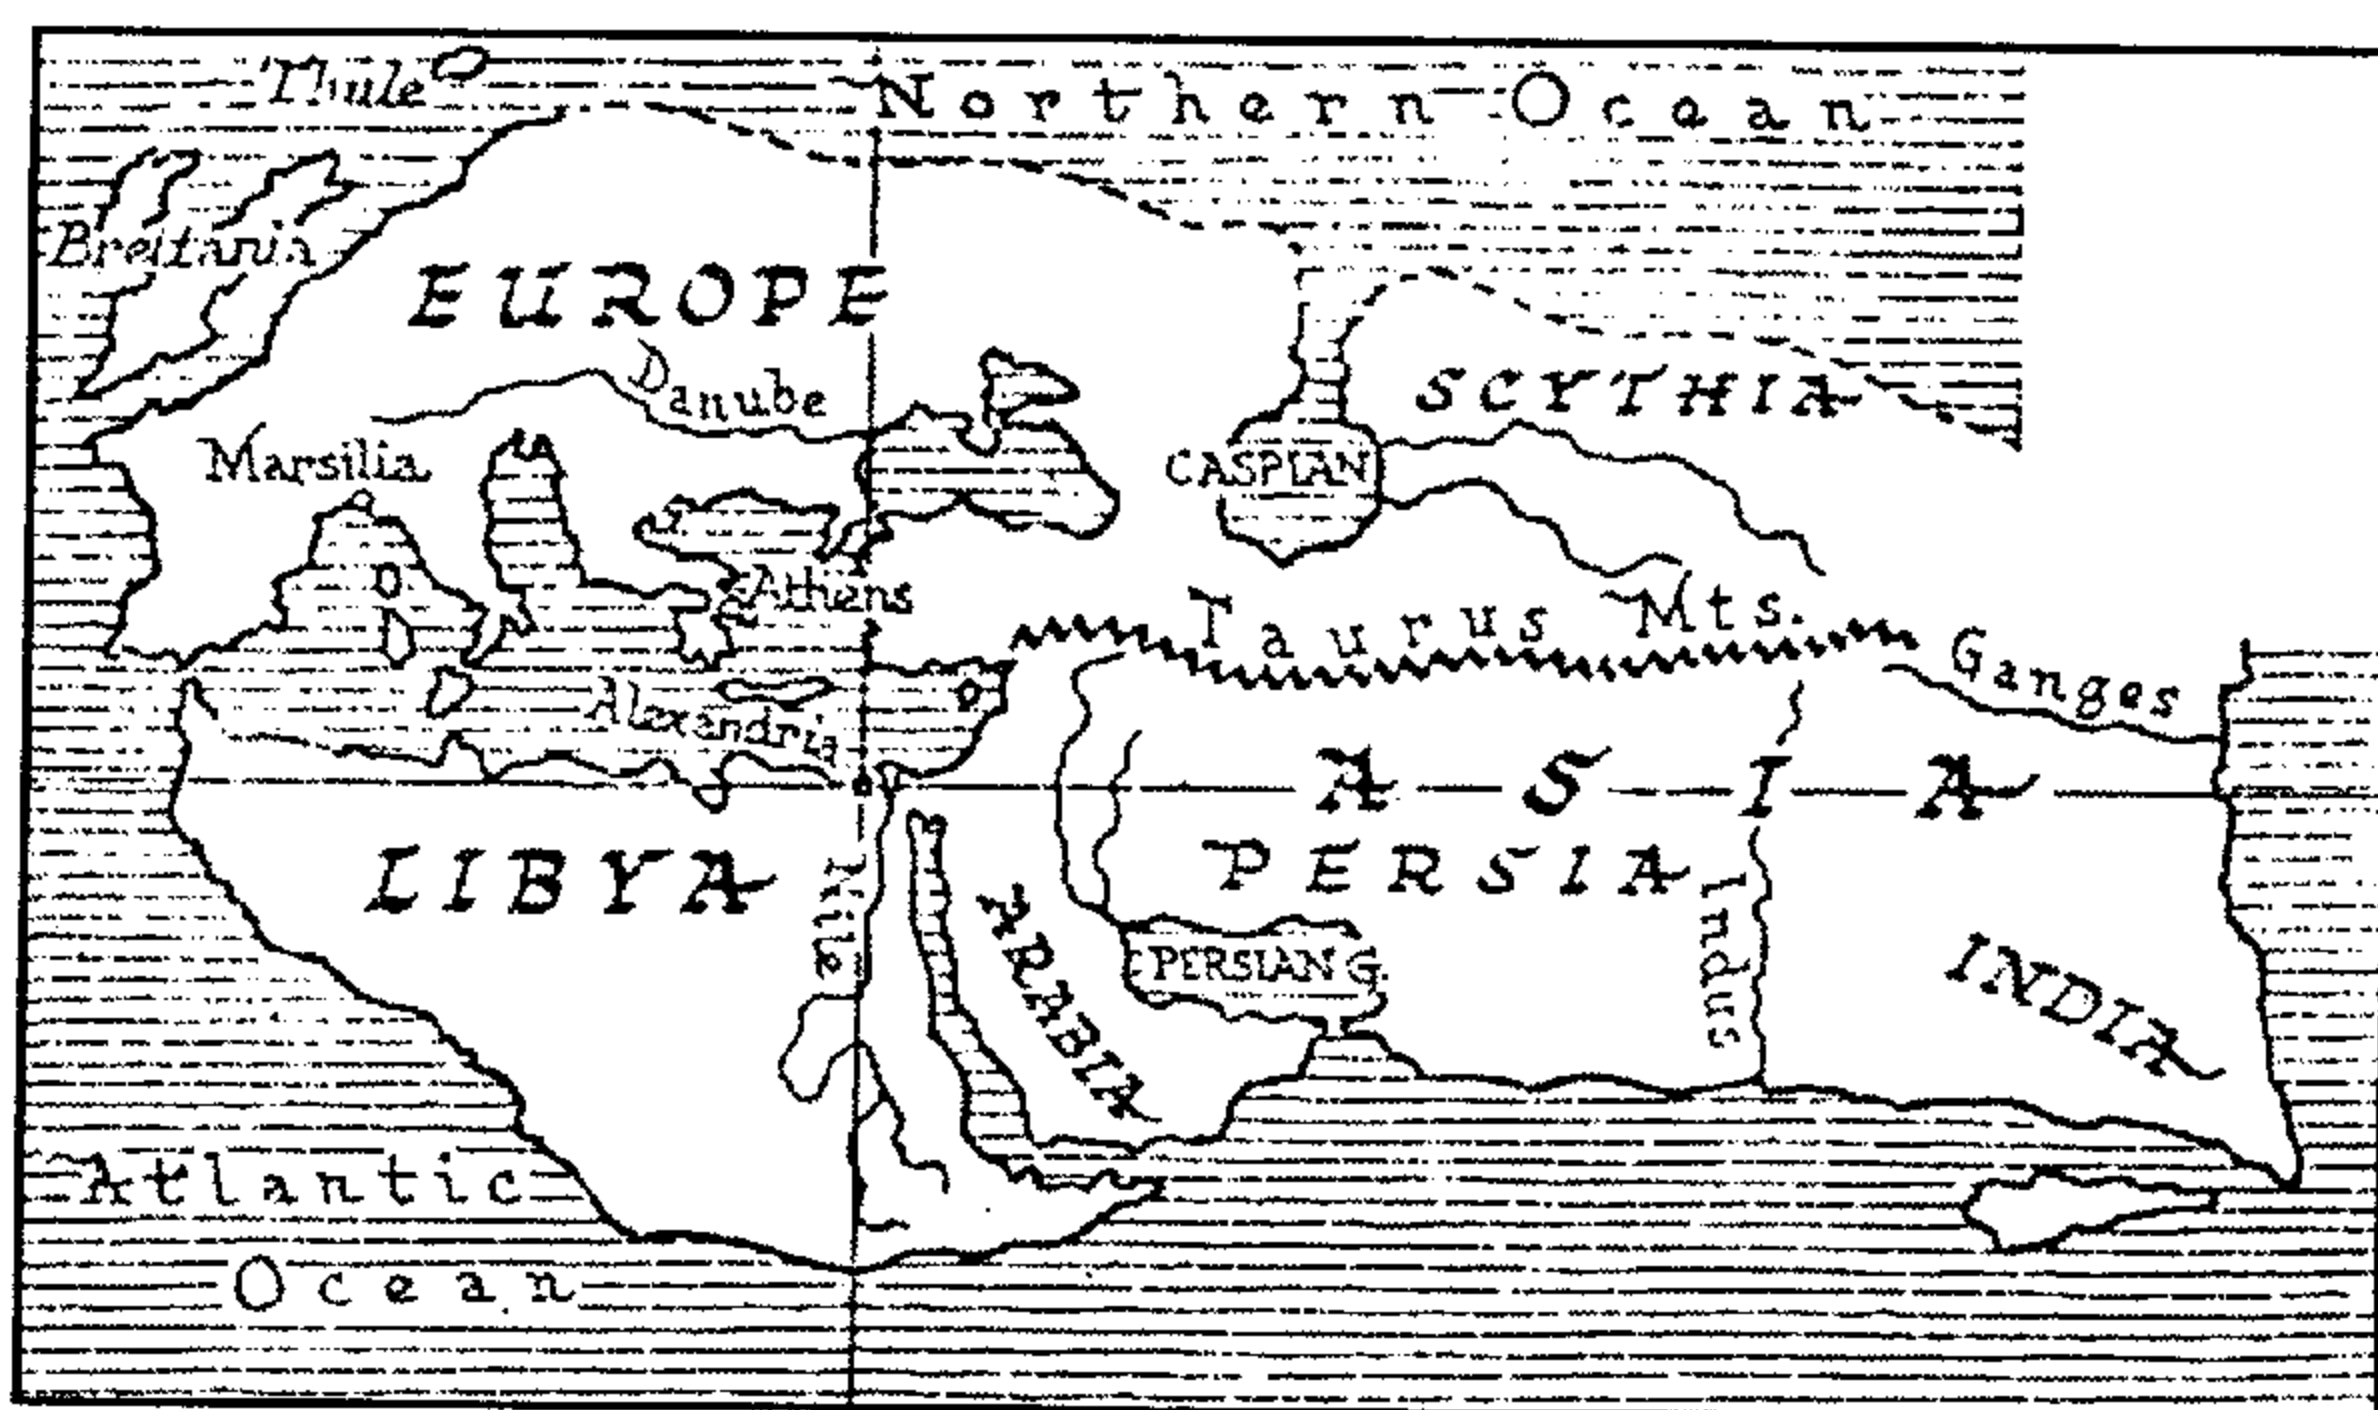 Thule
Northern Ocean
Brettania
EUROPE
Danube
SCYTHIA
Marsilia
CASPIAN
Athens
Taurus Mts.
Ganges
Alexandria
ASIA
LIBYA
Nile
PERSIA
ARABIA
Indus
PERSIAN G.
INDIA
Atlantic
Ocean